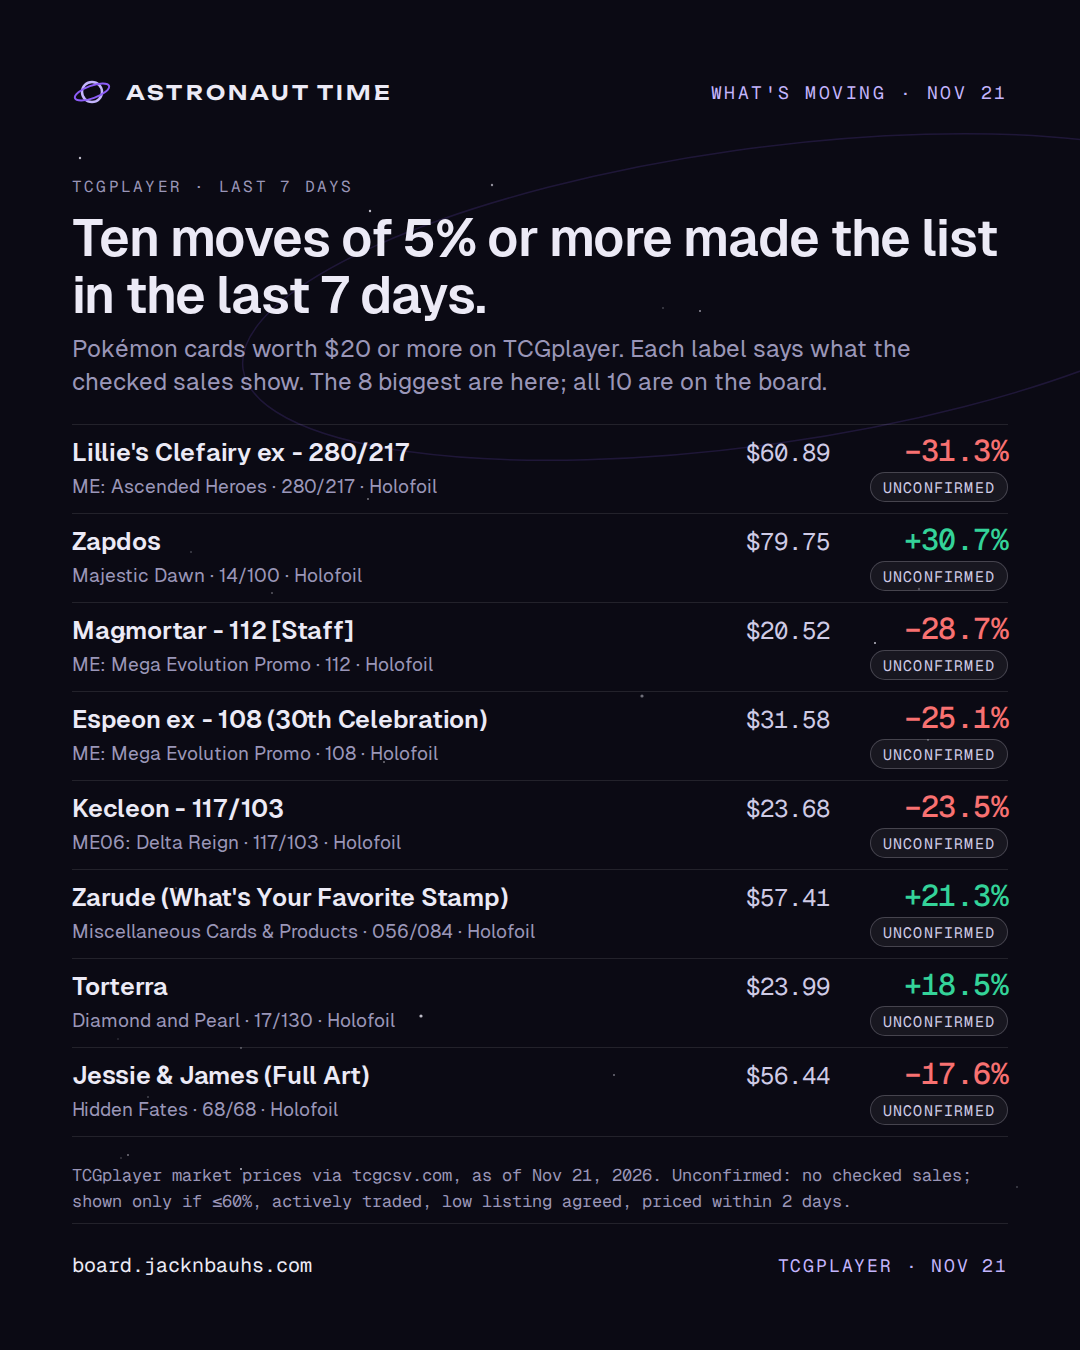 ASTRONAUT TIME
WHAT'S MOVING · NOV 21
TCGPLAYER · LAST 7 DAYS
Ten moves of 5% or more made the list
in the last 7 days.
Pokémon cards worth $20 or more on TCGplayer. Each label says what the
checked sales show. The 8 biggest are here; all 10 are on the board.
Lillie's Clefairy ex - 280/217 $60.89 −31.3%
ME: Ascended Heroes · 280/217 · Holofoil UNCONFIRMED
Zapdos $79.75 +30.7%
Majestic Dawn · 14/100 · Holofoil UNCONFIRMED
Magmortar - 112 [Staff] $20.52 −28.7%
ME: Mega Evolution Promo · 112 · Holofoil UNCONFIRMED
Espeon ex - 108 (30th Celebration) $31.58 −25.1%
ME: Mega Evolution Promo · 108 · Holofoil UNCONFIRMED
Kecleon - 117/103 $23.68 −23.5%
ME06: Delta Reign · 117/103 · Holofoil UNCONFIRMED
Zarude (What's Your Favorite Stamp) $57.41 +21.3%
Miscellaneous Cards & Products · 056/084 · Holofoil UNCONFIRMED
Torterra $23.99 +18.5%
Diamond and Pearl · 17/130 · Holofoil UNCONFIRMED
Jessie & James (Full Art) $56.44 −17.6%
Hidden Fates · 68/68 · Holofoil UNCONFIRMED
TCGplayer market prices via tcgcsv.com, as of Nov 21, 2026. Unconfirmed: no checked sales;
shown only if ≤60%, actively traded, low listing agreed, priced within 2 days.
board.jacknbauhs.com
TCGPLAYER · NOV 21